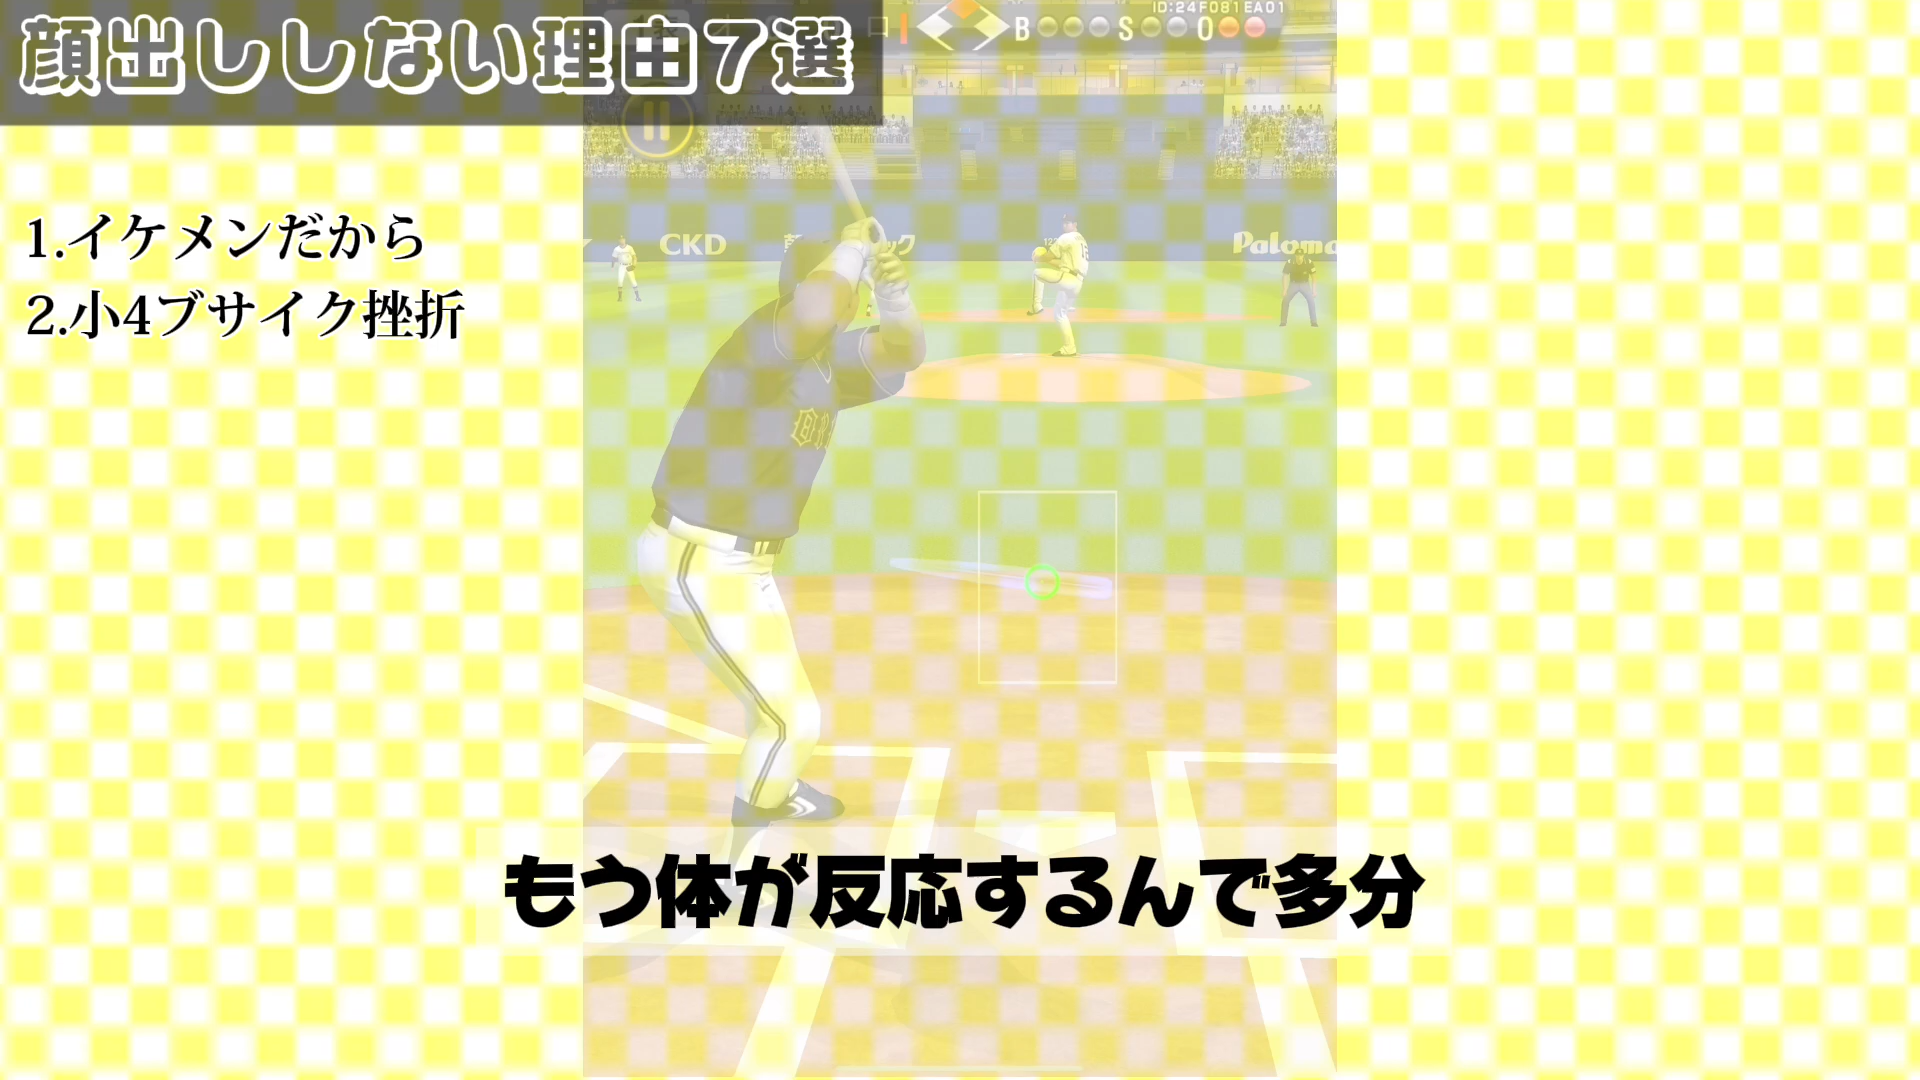 顔出ししない理由7選
ID:24F081EA01
B S O
1.イケメンだから
2.小4ブサイク挫折
CKD
Paloma
もう体が反応するんで多分